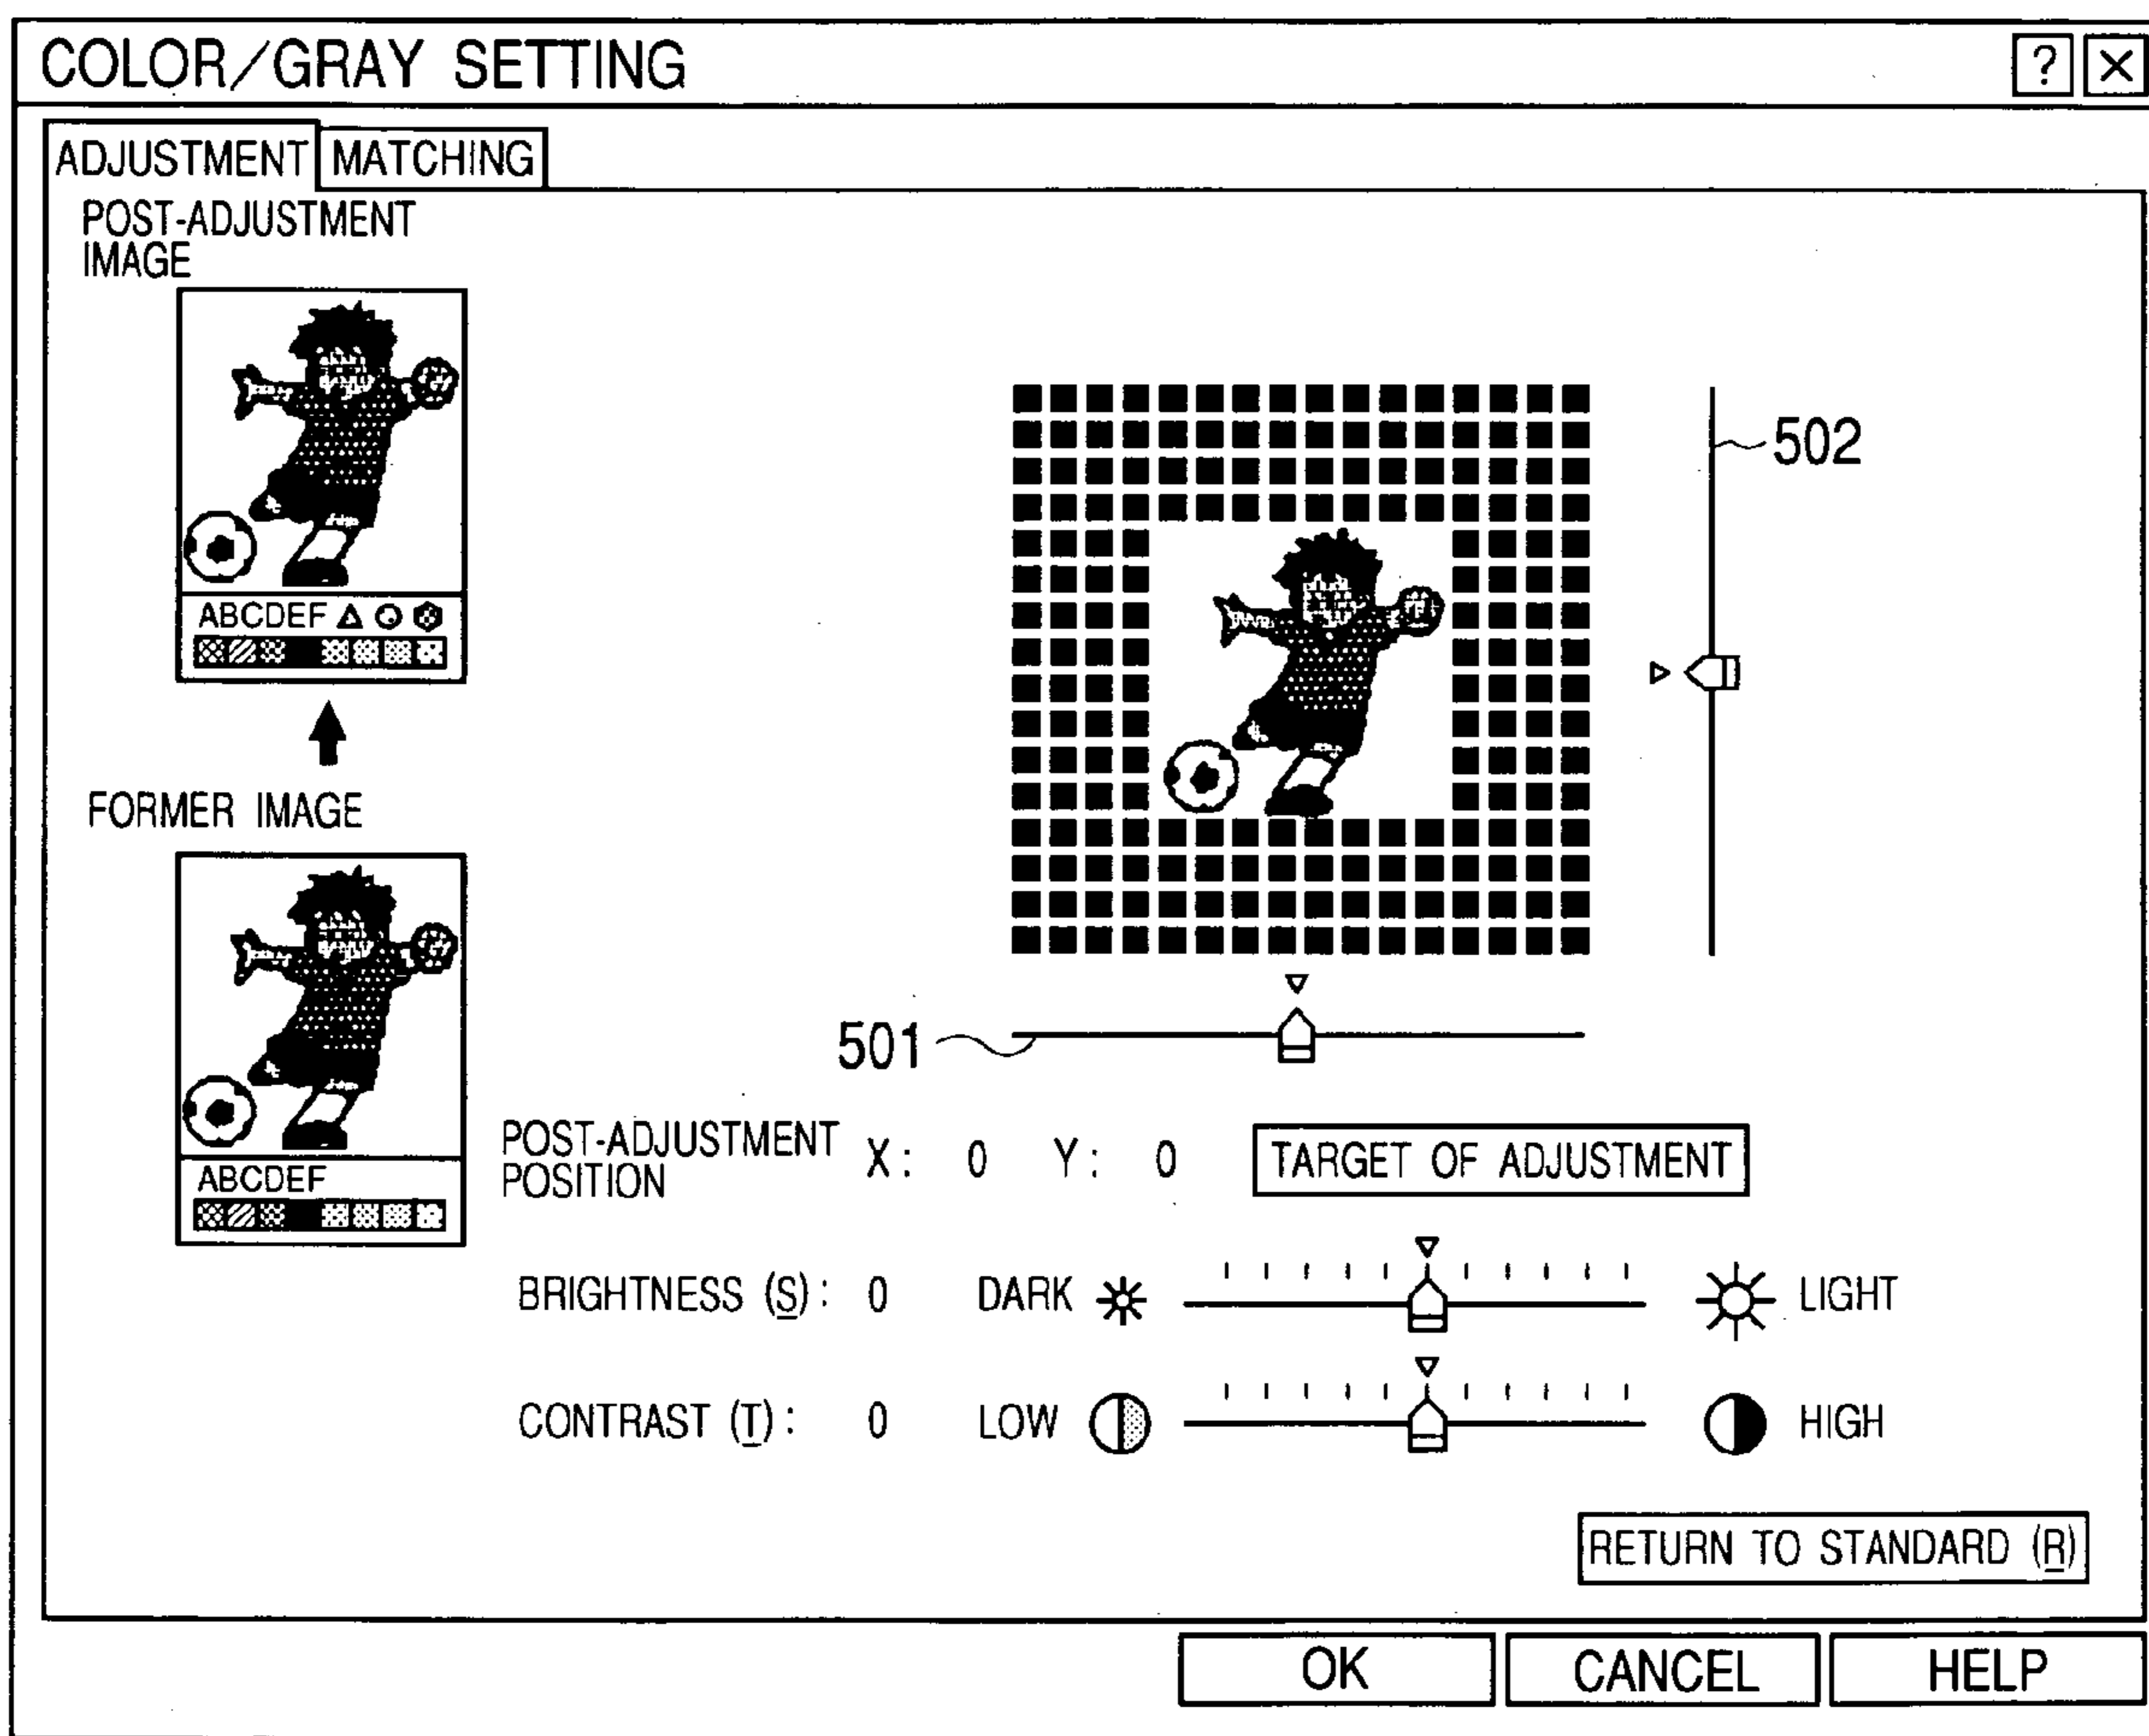 COLOR/GRAY SETTING ? ×
ADJUSTMENT MATCHING
POST-ADJUSTMENT
IMAGE
ABCDEF
FORMER IMAGE
ABCDEF
502
501
POST-ADJUSTMENT
POSITION
X: 0 Y: 0 TARGET OF ADJUSTMENT
BRIGHTNESS (S): 0 DARK LIGHT
CONTRAST (T): 0 LOW HIGH
RETURN TO STANDARD (R)
OK CANCEL HELP